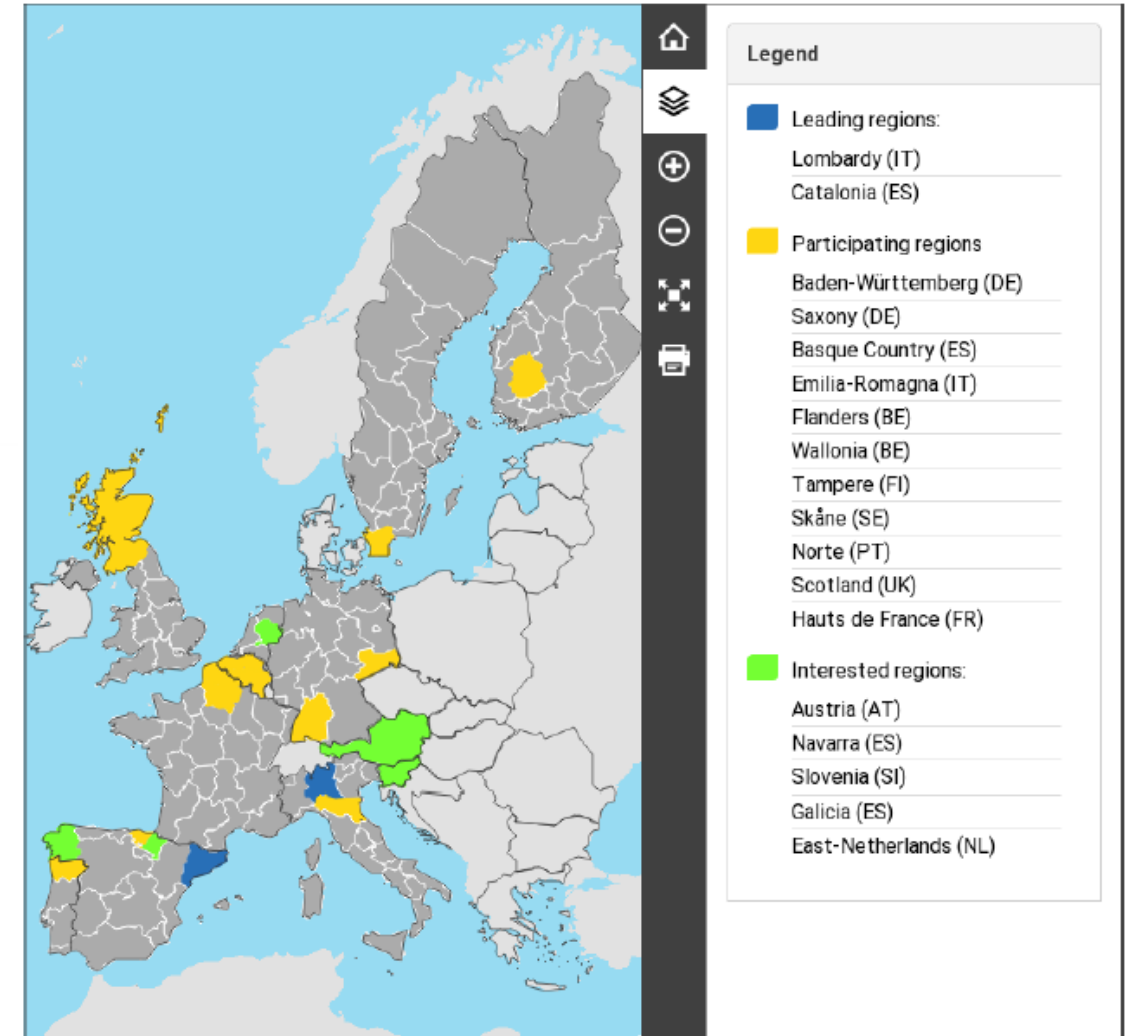 Legend
Leading regions:
Lombardy (IT)
Catalonia (ES)
Participating regions
Baden-Württemberg (DE)
Saxony (DE)
Basque Country (ES)
Emilia-Romagna (IT)
Flanders (BE)
Wallonia (BE)
Tampere (FI)
Skåne (SE)
Norte (PT)
Scotland (UK)
Hauts de France (FR)
Interested regions:
Austria (AT)
Navarra (ES)
Slovenia (SI)
Galicia (ES)
East-Netherlands (NL)